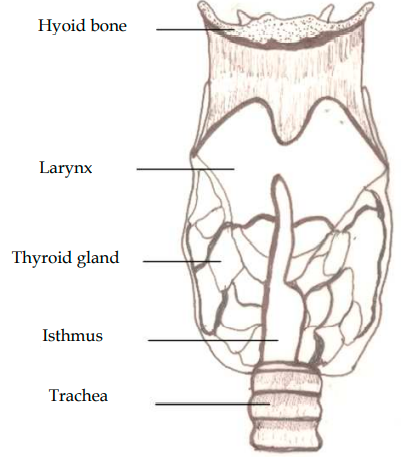 Hyoid bone
Larynx
Thyroid gland
Isthmus
Trachea